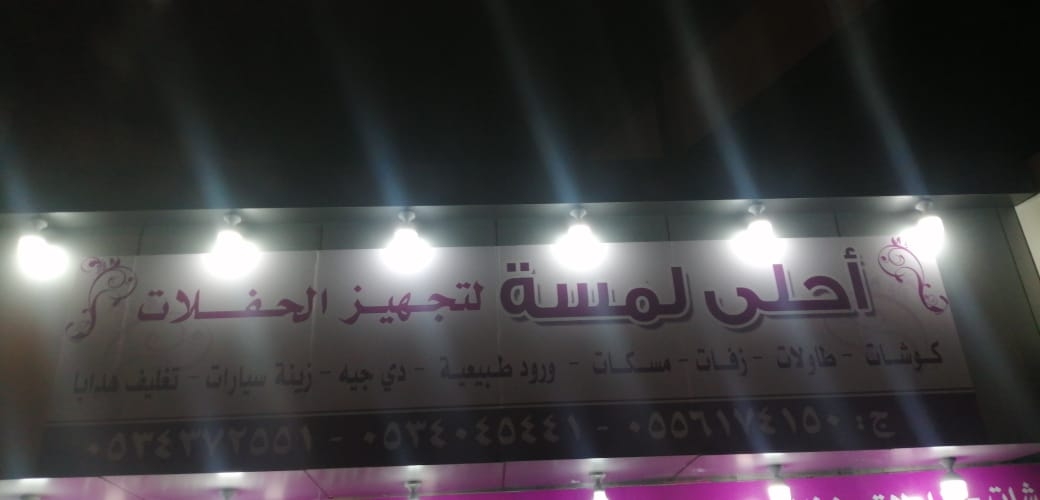 أحلى لمسة لتجهيز الحفلات
كوشات - طاولات - زفات - مسكات - ورود طبيعية - دي جيه - زينة سيارات - تغليف هدايا
ج: ٠٥٥٦١٧٤١٥٠ - ٠٥٣٤٠٤٥٤٤١ - ٠٥٣٤٣٧٢٥٥١